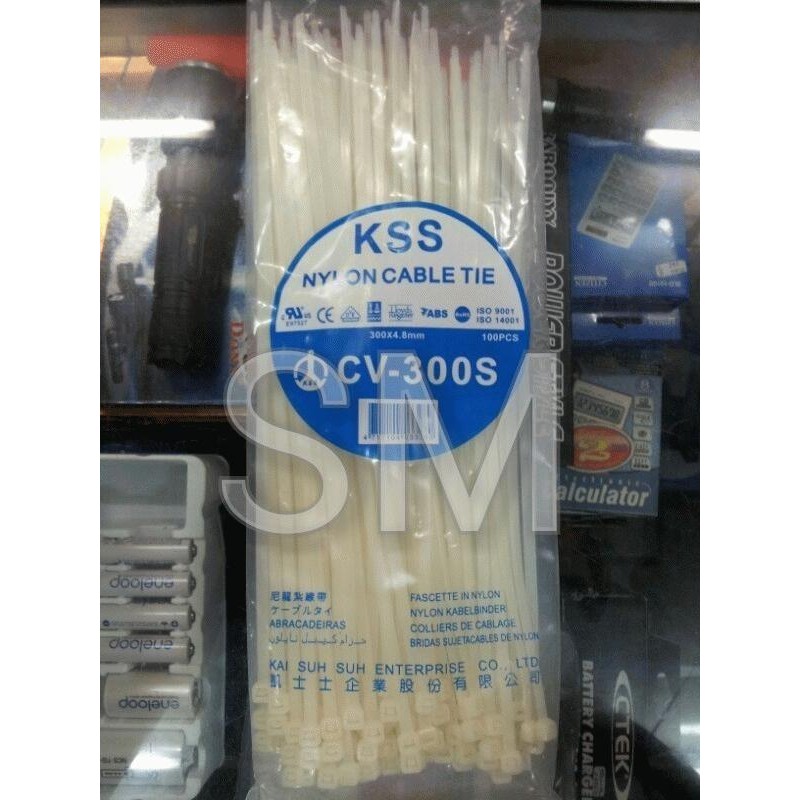 KSS
NYLON CABLE TIE
ISO 9001
ISO 14001
ABS
300X4.8mm
100PCS
CV-300S
SM
尼龍紮線帶
ケーブルタイ
ABRACADEIRAS
FASCETTE IN NYLON
NYLON KABELBINDER
COLLIERS DE CABLAGE
BRIDAS SUJETACABLES DE NYLON
KAI SUH SUH ENTERPRISE CO., LTD
凱士士企業股份有限公司
eneloop
eneloop
eneloop
CITIZEN
alculator
CTEK
BATTERY CHARGER